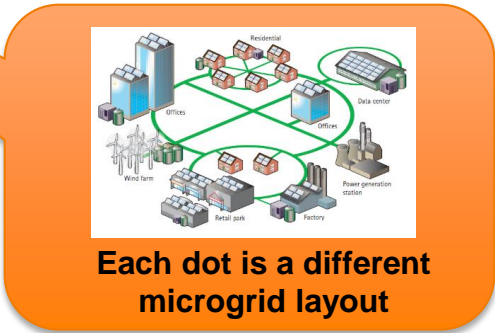 Residential
Data center
Offices
Offices
Wind farm
Power generation
station
Retail park
Factory
Each dot is a different
microgrid layout